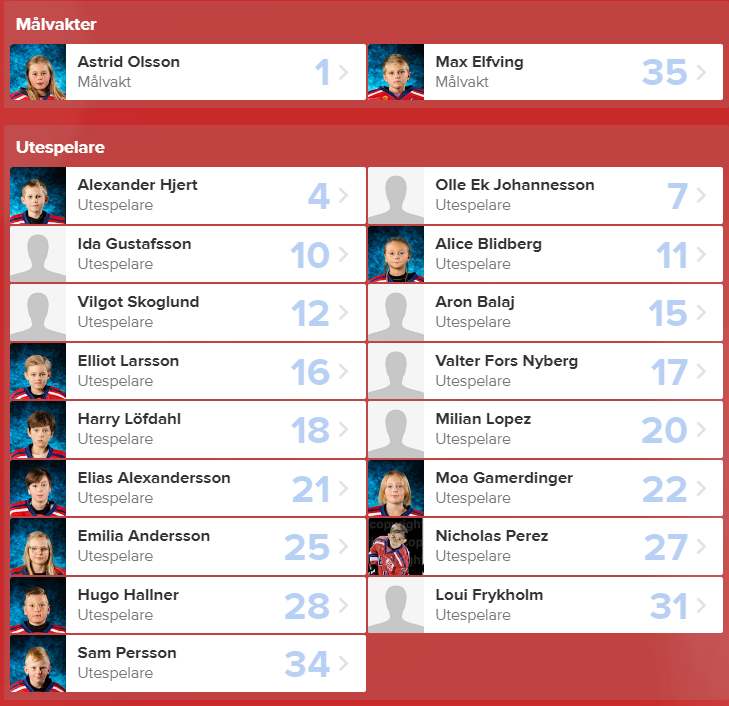 Målvakter
Astrid Olsson
Målvakt
1
Max Elfving
Målvakt
35
Utespelare
Alexander Hjert
Utespelare
4
Olle Ek Johannesson
Utespelare
7
Ida Gustafsson
Utespelare
10
Alice Blidberg
Utespelare
11
Vilgot Skoglund
Utespelare
12
Aron Balaj
Utespelare
15
Elliot Larsson
Utespelare
16
Valter Fors Nyberg
Utespelare
17
Harry Löfdahl
Utespelare
18
Milian Lopez
Utespelare
20
Elias Alexandersson
Utespelare
21
Moa Gamerdinger
Utespelare
22
Emilia Andersson
Utespelare
25
Nicholas Perez
Utespelare
27
Hugo Hallner
Utespelare
28
Loui Frykholm
Utespelare
31
Sam Persson
Utespelare
34